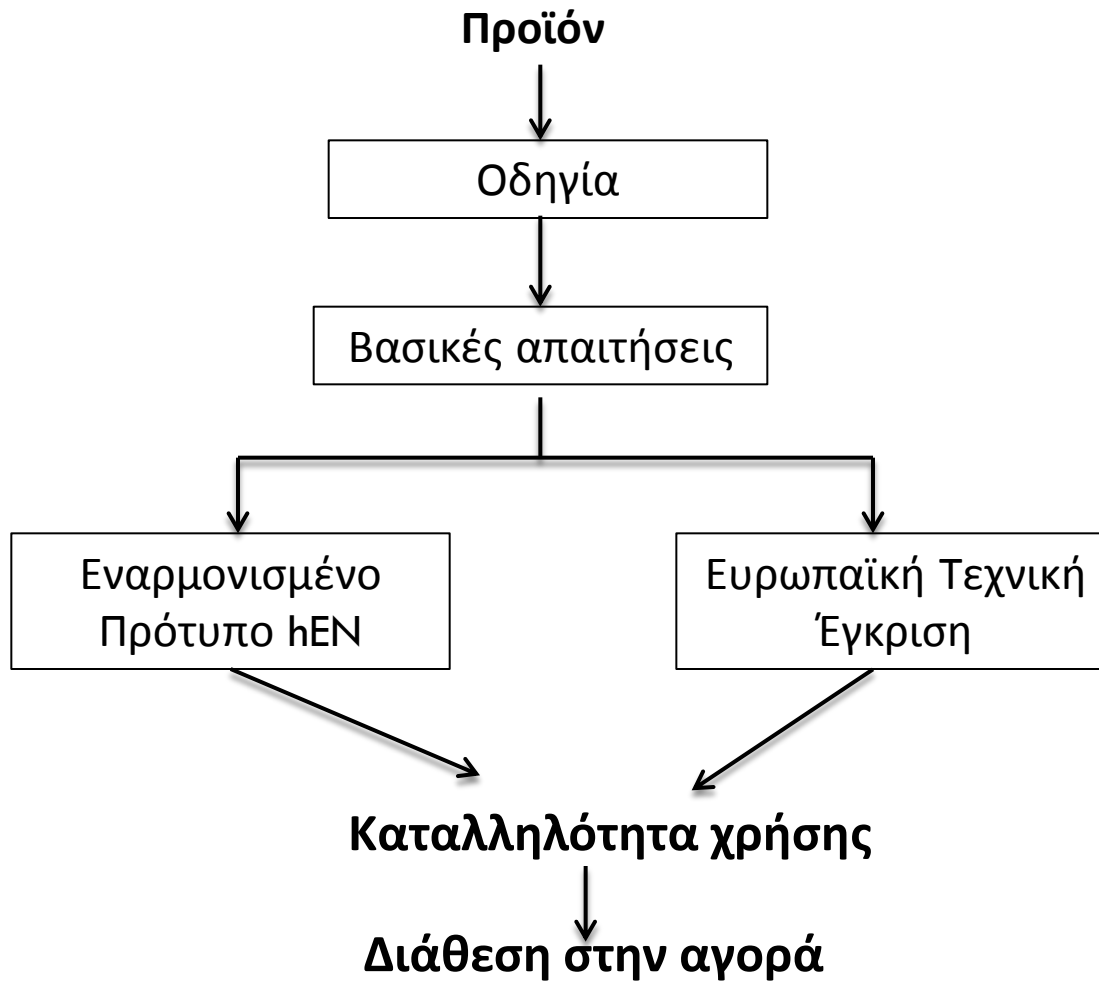 Προϊόν
Οδηγία
Βασικές απαιτήσεις
Εναρμονισμένο
Πρότυπο hEN
Ευρωπαϊκή Τεχνική
Έγκριση
Καταλληλότητα χρήσης
Διάθεση στην αγορά